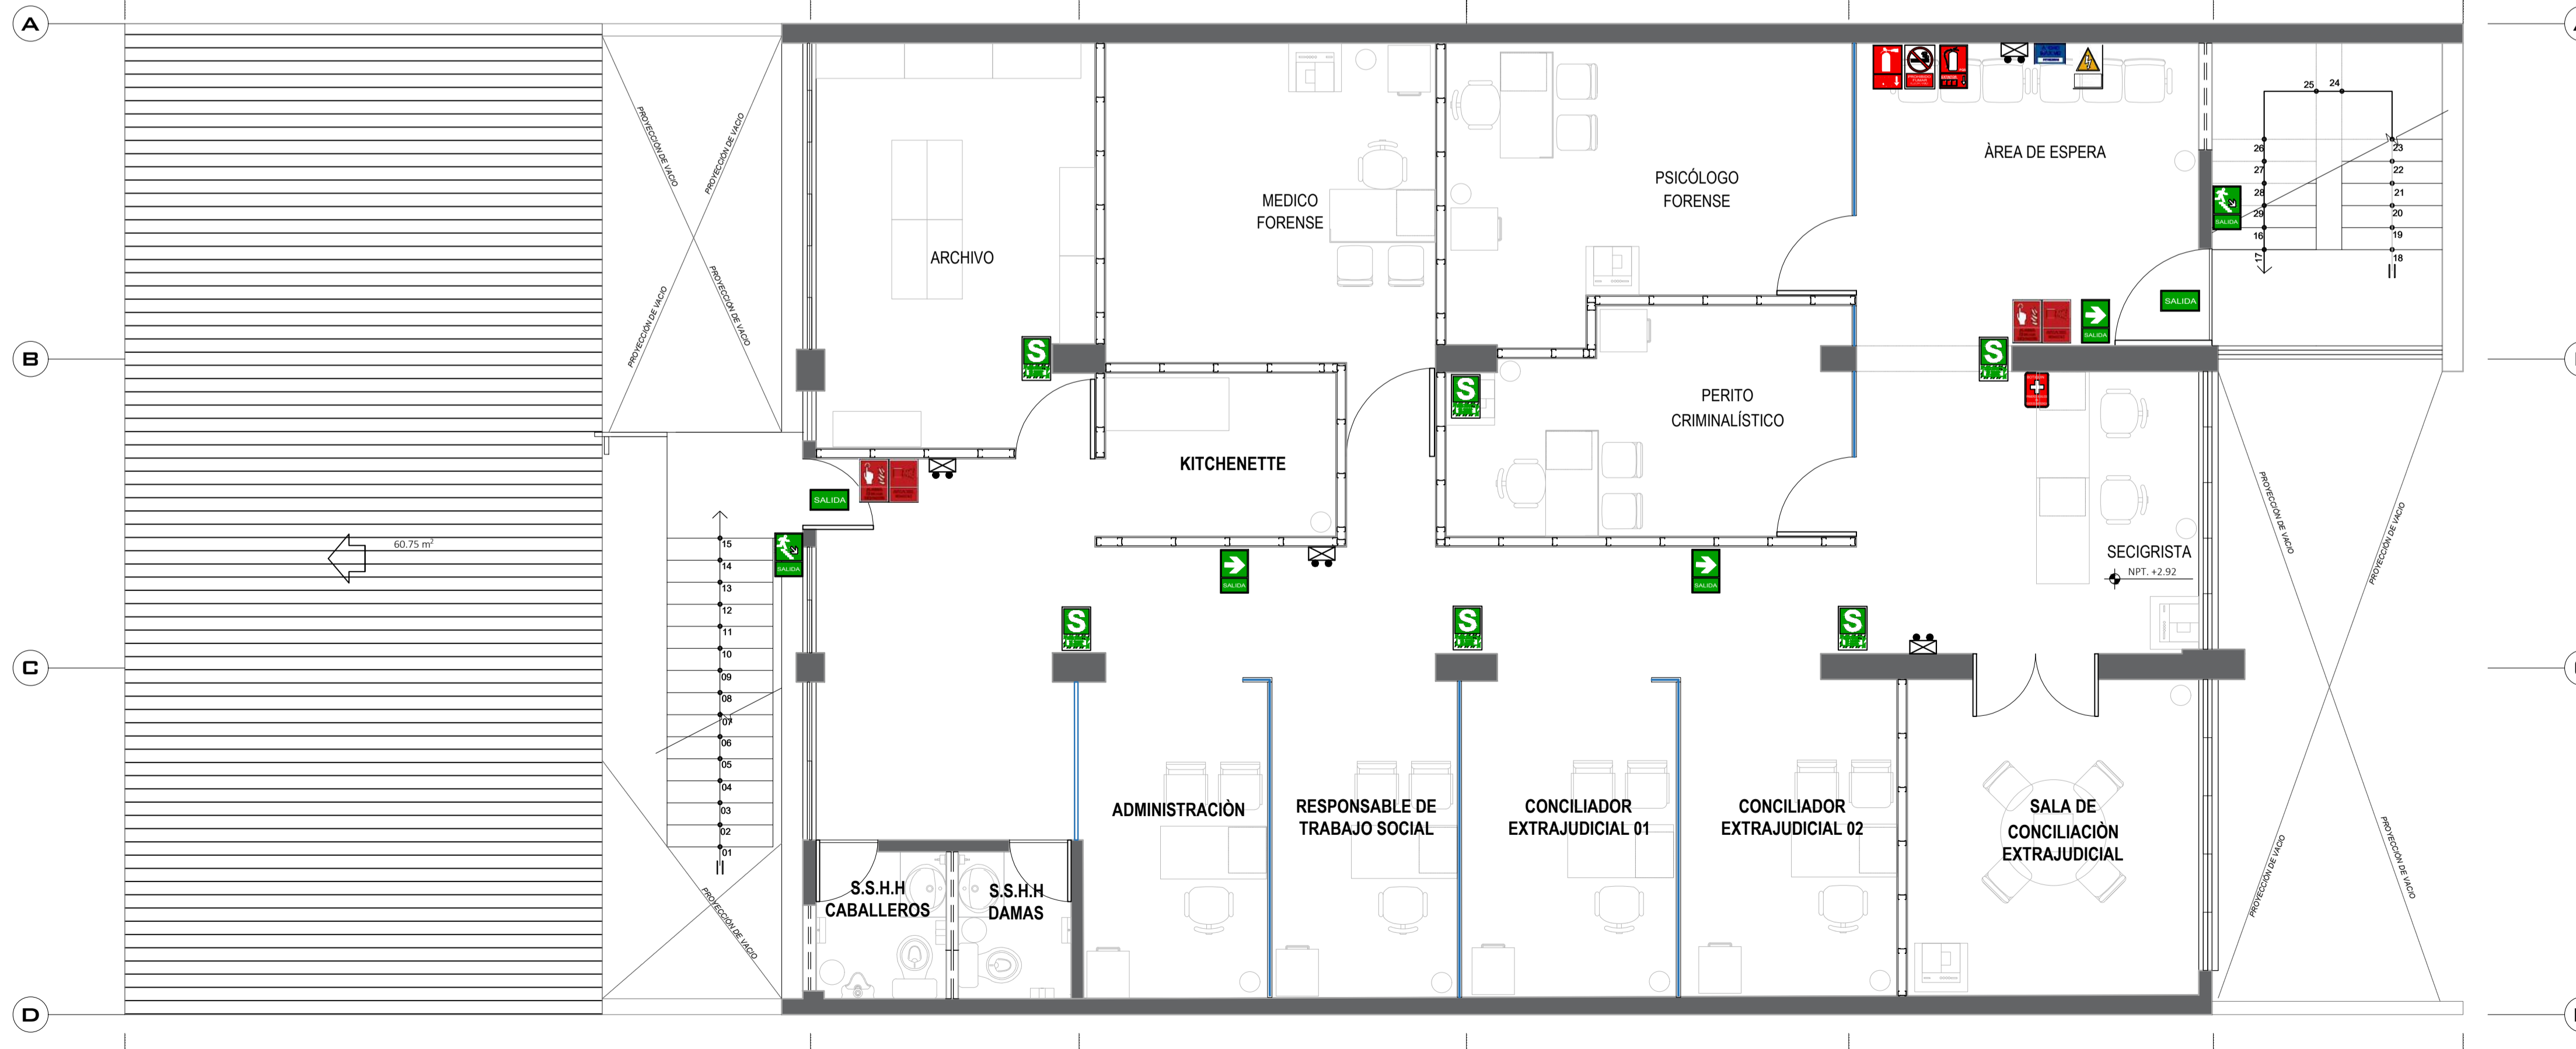 A
B
C
D
60.75 m²
PROYECCIÓN DE VACIO
PROYECCIÓN DE VACIO
PROYECCIÓN DE VACIO
PROYECCIÓN DE VACIO
PROYECCIÓN DE VACIO
15
14
13
12
11
10
09
08
07
06
05
04
03
02
01
SALIDA
SALIDA
ARCHIVO
S
MEDICO
FORENSE
KITCHENETTE
SALIDA
S
PSICÓLOGO
FORENSE
S
PERITO
CRIMINALÍSTICO
SALIDA
S
S
ÀREA DE ESPERA
S
SALIDA
SALIDA
SALIDA
25
24
26
27
28
29
16
17
23
22
21
20
19
18
SECIGRISTA
NPT. +2.92
PROYECCIÓN DE VACIO
PROYECCIÓN DE VACIO
PROYECCIÓN DE VACIO
PROYECCIÓN DE VACIO
S.S.H.H
CABALLEROS
S.S.H.H
DAMAS
ADMINISTRACIÒN
RESPONSABLE DE
TRABAJO SOCIAL
CONCILIADOR
EXTRAJUDICIAL 01
CONCILIADOR
EXTRAJUDICIAL 02
SALA DE
CONCILIACIÒN
EXTRAJUDICIAL